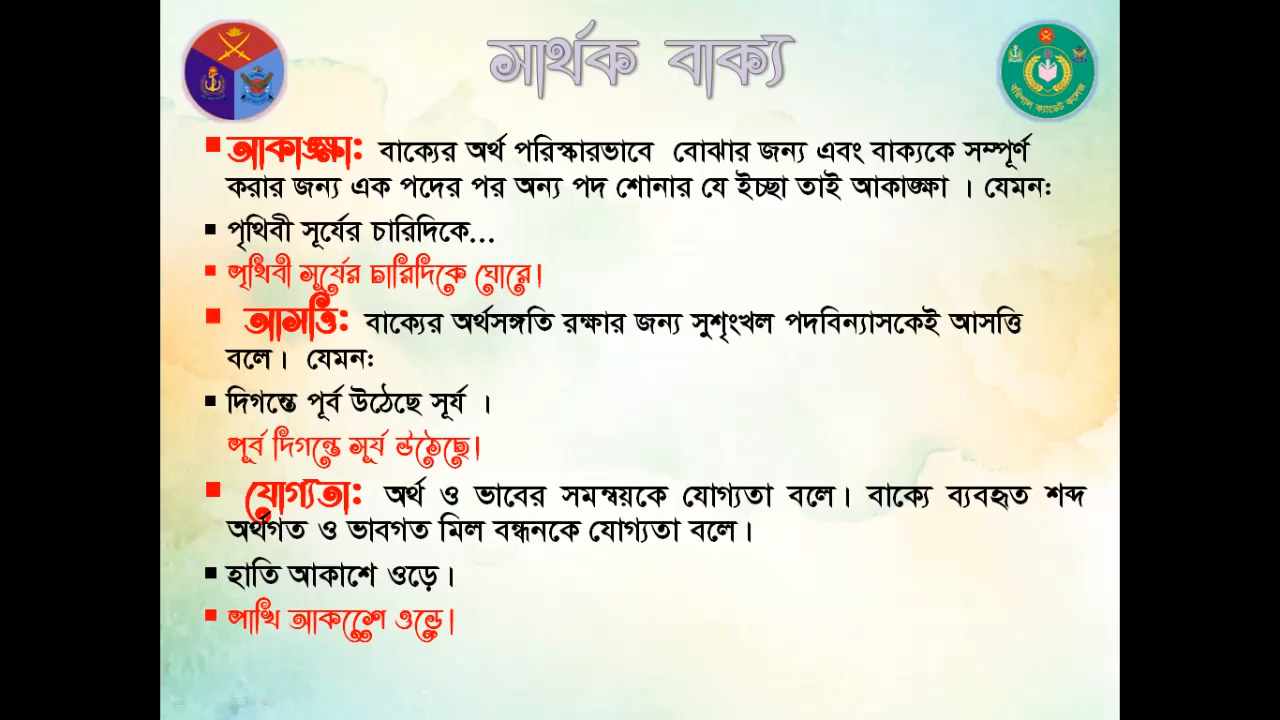 সার্থক বাক্য
বরিশাল ক্যাডেট কলেজ
▪ আকাঙ্ক্ষা: বাক্যের অর্থ পরিস্কারভাবে বোঝার জন্য এবং বাক্যকে সম্পূর্ণ
করার জন্য এক পদের পর অন্য পদ শোনার যে ইচ্ছা তাই আকাঙ্ক্ষা । যেমন:
▪ পৃথিবী সূর্যের চারিদিকে...
▪ পৃথিবী সূর্যের চারিদিকে ঘোরে।
▪ আসত্তি: বাক্যের অর্থসঙ্গতি রক্ষার জন্য সুশৃংখল পদবিন্যাসকেই আসত্তি
বলে। যেমন:
▪ দিগন্তে পূর্ব উঠেছে সূর্য ।
পূর্ব দিগন্তে সূর্য উঠেছে।
▪ যোগ্যতা: অর্থ ও ভাবের সমন্বয়কে যোগ্যতা বলে। বাক্যে ব্যবহৃত শব্দ
অর্থগত ও ভাবগত মিল বন্ধনকে যোগ্যতা বলে।
▪ হাতি আকাশে ওড়ে।
▪ পাখি আকাশে ওড়ে।